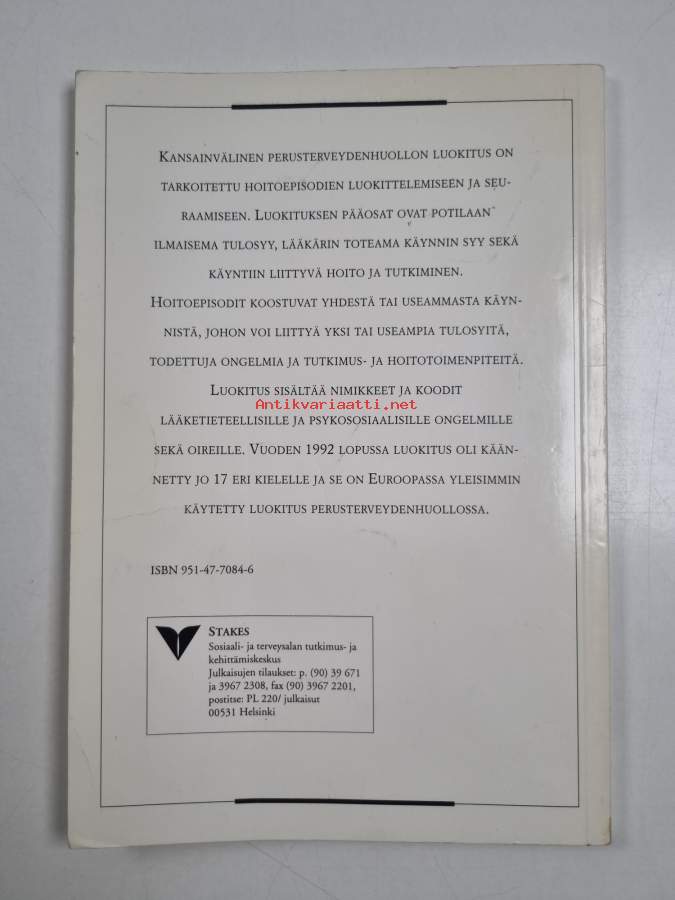 Kansainvälinen perusterveydenhuollon luokitus on
tarkoitettu hoitoepisodien luokittelemiseen ja seu-
raamiseen. Luokituksen pääosat ovat potilaan
ilmaisema tulosyy, lääkärin toteama käynnin syy sekä
käyntiin liittyvä hoito ja tutkiminen.
Hoitoepisodit koostuvat yhdestä tai useammasta käyn-
nistä, johon voi liittyä yksi tai useampia tulosyitä,
todettuja ongelmia ja tutkimus- ja hoitotoimenpiteitä.
Luokitus sisältää nimikkeet ja koodit
Antikvariaatti.net
lääketieteellisille ja psykososiaalisille ongelmille
sekä oireille. Vuoden 1992 lopussa luokitus oli kään-
netty jo 17 eri kielelle ja se on Euroopassa yleisimmin
käytetty luokitus perusterveydenhuollossa.
ISBN 951-47-7084-6
Stakes
Sosiaali- ja terveysalan tutkimus- ja
kehittämiskeskus
Julkaisujen tilaukset: p. (90) 39 671
ja 3967 2308, fax (90) 3967 2201,
postitse: PL 220/ julkaisut
00531 Helsinki